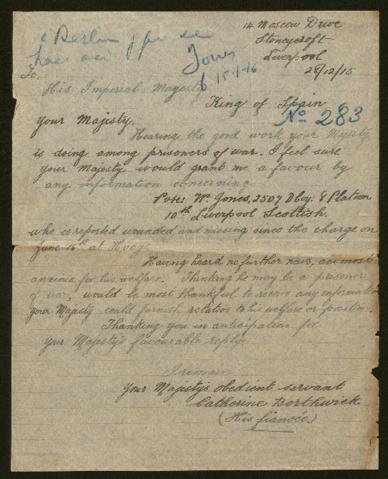 14 Moscow Drive
Stoneycroft
Liverpool
28/12/15
a Berlin
15-1-16
To,
His Imperial Majesty
King of Spain
No 283
Your Majesty.
Hearing the good work your Majesty
is doing among prisoners of war. I feel sure
your Majesty would grant me a favour by
any information concerning
Pote: Wm. Jones, 2507 D Coy. 8 Platoon
10th Liverpool Scottish.
who is reported wounded and missing since the charge on
June 16th at Hooge
Having heard no further news, am most
anxious for his welfare. Thinking he may be a prisoner
of war, would be most thankful to receive any information
your Majesty could furnish relation to his welfare or position.
Thanking you in anticipation for
your Majesty's favourable reply.
I remain
Your Majesty's obedient servant
Catherine Borthwick
(His fiancée)